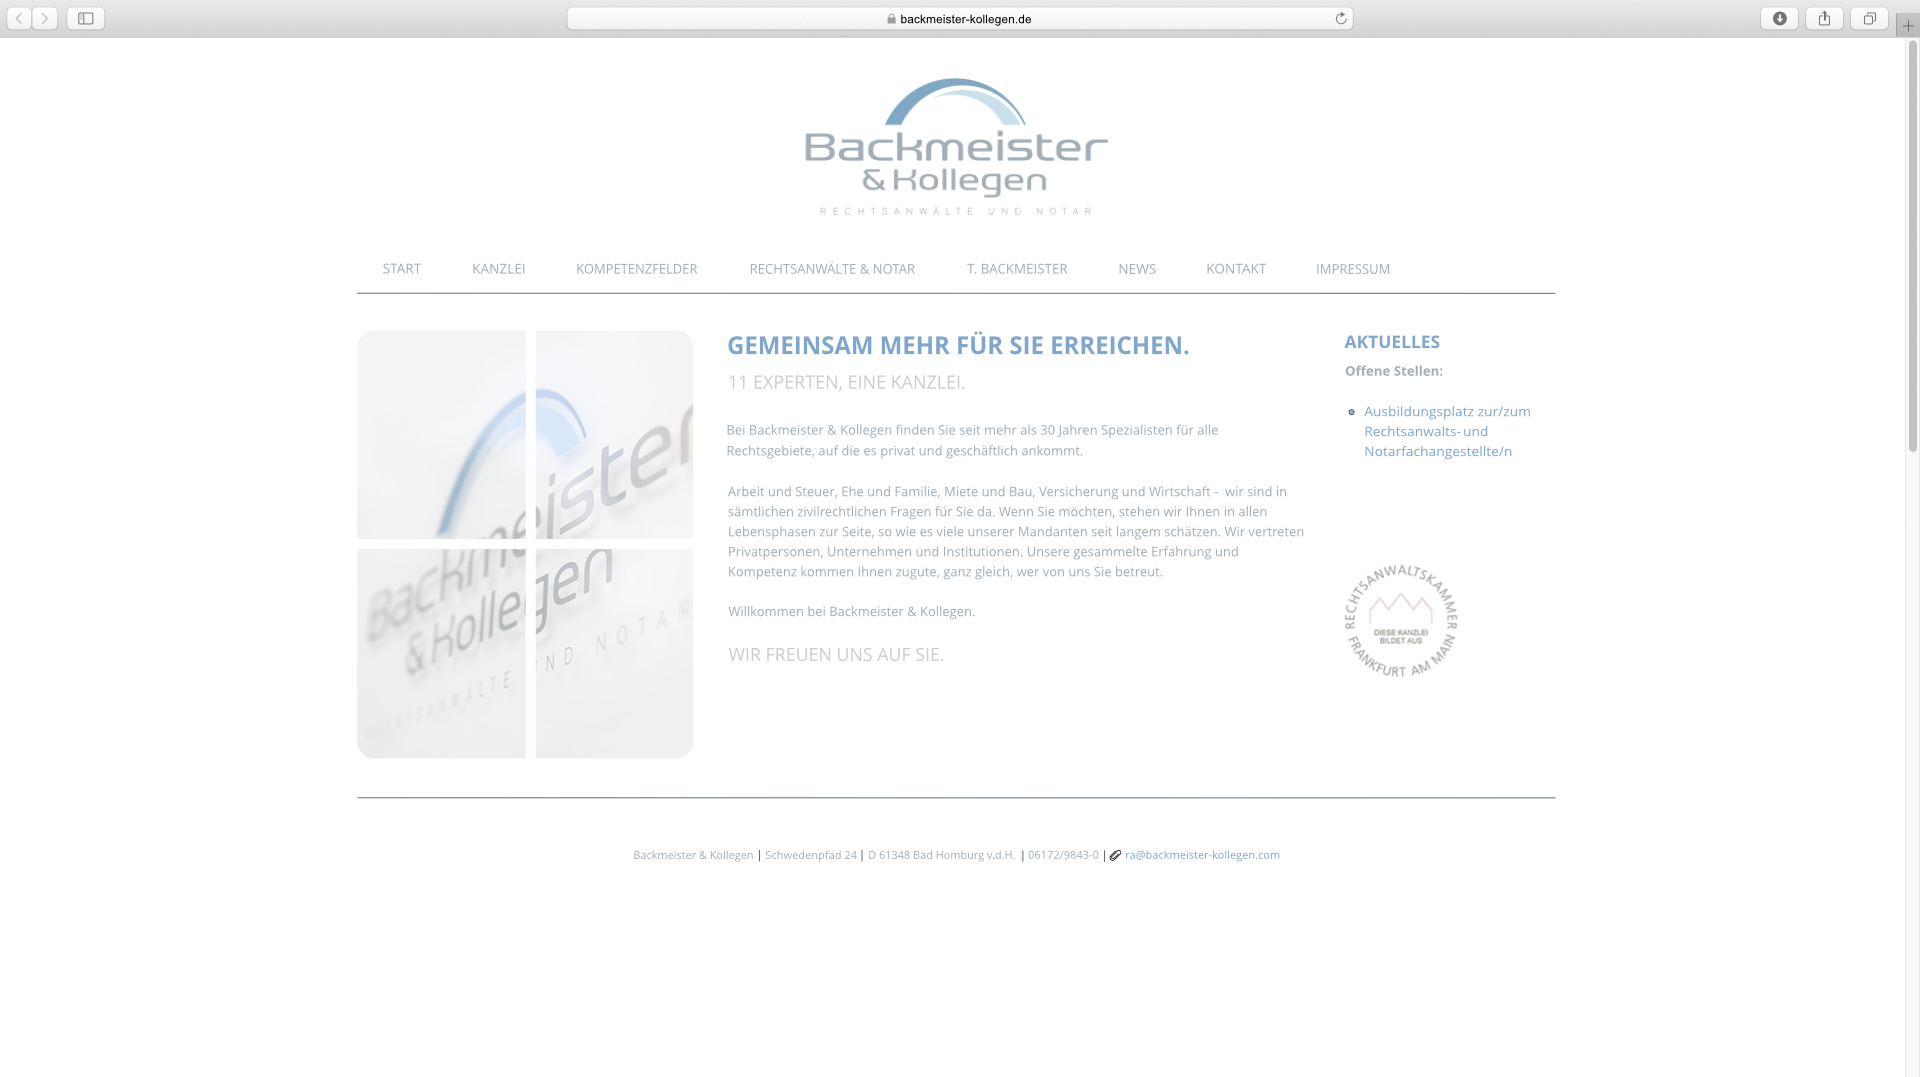 backmeister-kollegen.de
Backmeister
& Kollegen
RECHTSANWÄLTE UND NOTAR
START KANZLEI KOMPETENZFELDER RECHTSANWÄLTE & NOTAR T. BACKMEISTER NEWS KONTAKT IMPRESSUM
Backmeister
& Kollegen
RECHTSANWÄLTE UND NOTAR
GEMEINSAM MEHR FÜR SIE ERREICHEN.
11 EXPERTEN, EINE KANZLEI.
Bei Backmeister & Kollegen finden Sie seit mehr als 30 Jahren Spezialisten für alle
Rechtsgebiete, auf die es privat und geschäftlich ankommt.
Arbeit und Steuer, Ehe und Familie, Miete und Bau, Versicherung und Wirtschaft - wir sind in
sämtlichen zivilrechtlichen Fragen für Sie da. Wenn Sie möchten, stehen wir Ihnen in allen
Lebensphasen zur Seite, so wie es viele unserer Mandanten seit langem schätzen. Wir vertreten
Privatpersonen, Unternehmen und Institutionen. Unsere gesammelte Erfahrung und
Kompetenz kommen Ihnen zugute, ganz gleich, wer von uns Sie betreut.
Willkommen bei Backmeister & Kollegen.
WIR FREUEN UNS AUF SIE.
AKTUELLES
Offene Stellen:
Ausbildungsplatz zur/zum
Rechtsanwalts- und
Notarfachangestellte/n
RECHTSANWALTSKAMMER
DIESE KANZLEI
BILDET AUS
FRANKFURT AM MAIN
Backmeister & Kollegen | Schwedenpfad 24 | D 61348 Bad Homburg v.d.H. | 06172/9843-0 | ra@backmeister-kollegen.com